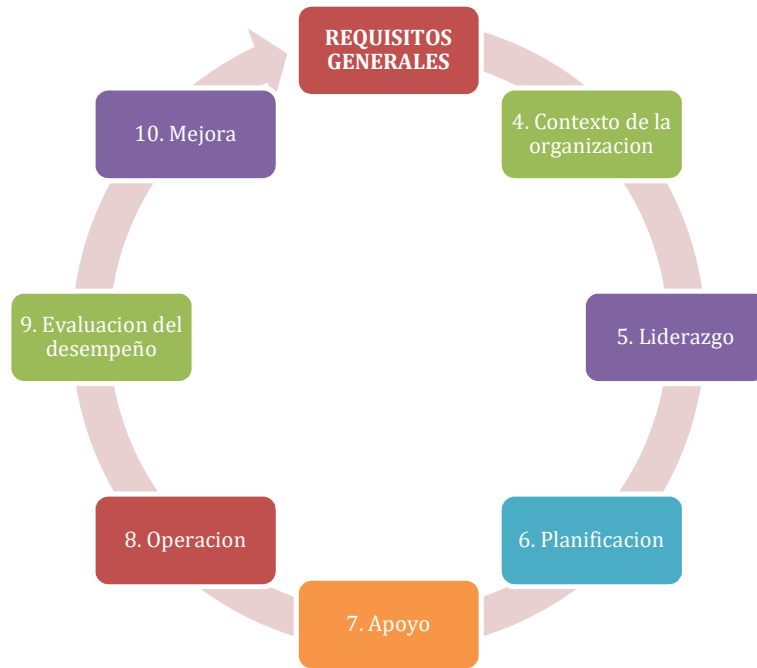 REQUISITOS
GENERALES
4. Contexto de la
organizacion
5. Liderazgo
6. Planificacion
7. Apoyo
8. Operacion
9. Evaluacion del
desempeño
10. Mejora